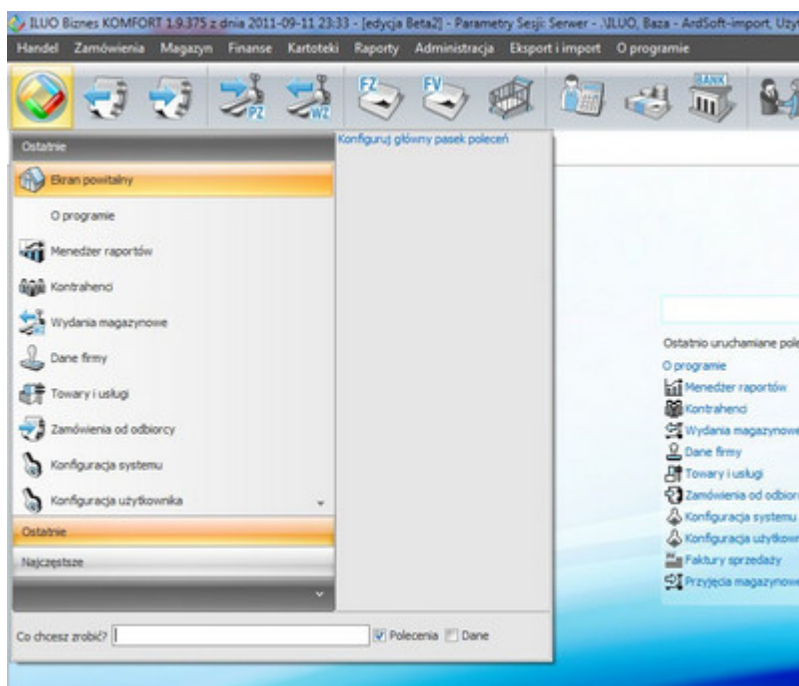 ILUO Biznes KOMFORT 1.9.375 z dnia 2011-09-11 23:33 - [edycja Beta2] - Parametry Sesji: Serwer - .\ILUO, Baza - ArdSoft-import, Uży
Handel Zamówienia Magazyn Finanse Kartoteki Raporty Administracja Eksport i import O programie
PZ WZ FZ FV BANK
Ostatnie
Konfiguruj główny pasek poleceń
Ekran powitalny
O programie
Menedżer raportów
Kontrahenci
Wydania magazynowe
Dane firmy
Towary i usługi
Zamówienia od odbiorcy
Konfiguracja systemu
Konfiguracja użytkownika
Ostatnie
Najczęstsze
Co chcesz zrobić?
Polecenia Dane
Ostatnio uruchamiane pole
O programie
Menedżer raportów
Kontrahenci
Wydania magazynowe
Dane firmy
Towary i usługi
Zamówienia od odbior
Konfiguracja systemu
Konfiguracja użytkown
Faktury sprzedaży
Przyjęcia magazynowe